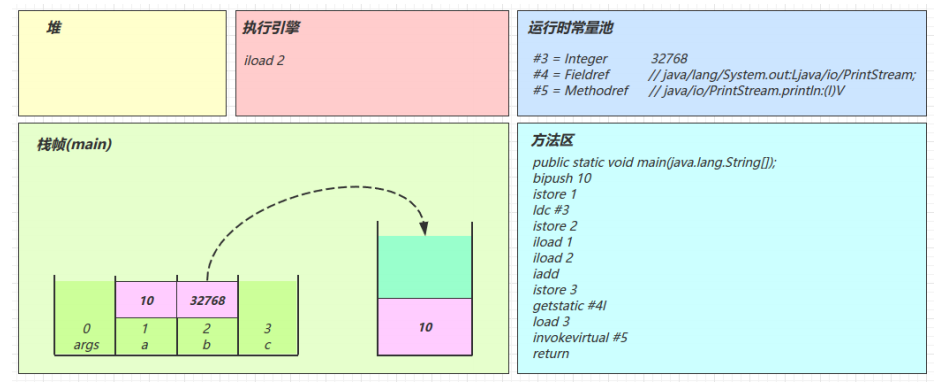 堆
执行引擎
iload 2
运行时常量池
#3 = Integer 32768
#4 = Fieldref // java/lang/System.out:Ljava/io/PrintStream;
#5 = Methodref // java/io/PrintStream.println:(I)V
栈帧(main)
10 32768
0 1 2 3
args a b c
10
方法区
public static void main(java.lang.String[]);
bipush 10
istore 1
ldc #3
istore 2
iload 1
iload 2
iadd
istore 3
getstatic #4I
load 3
invokevirtual #5
return